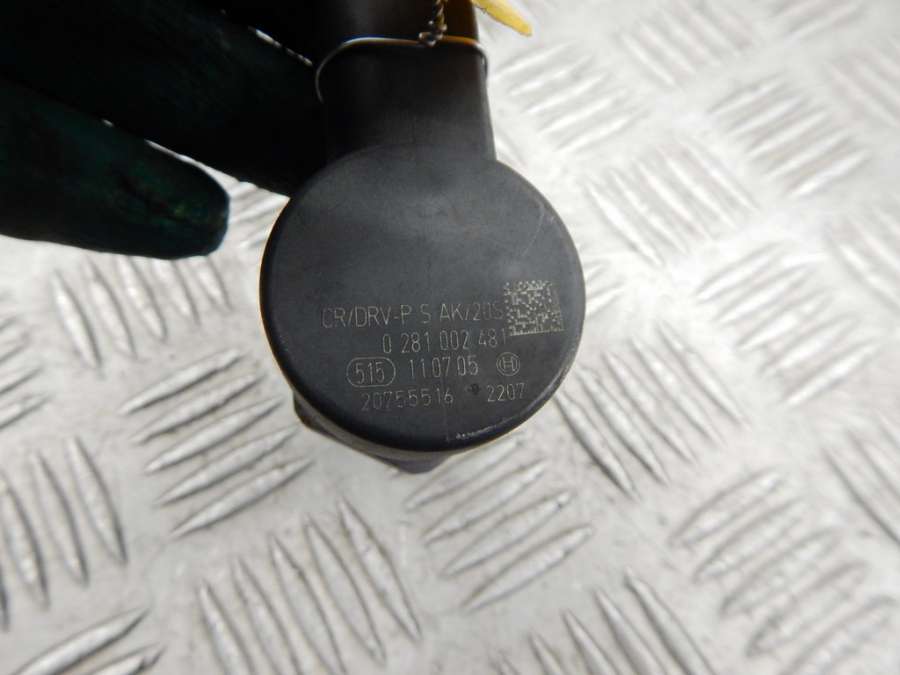 CR/DRV-P S AK/20S
0 281 002 481
515 11.07.05 H
20755516 2207